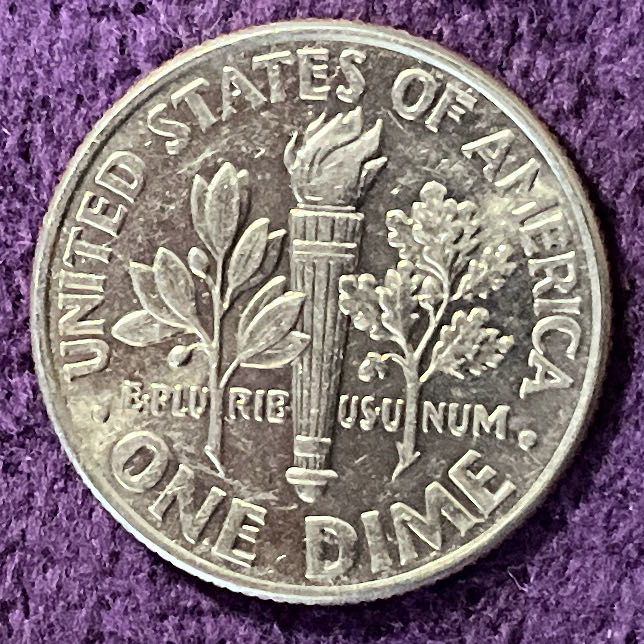 UNITED STATES OF AMERICA
E·PLURIBUS UNUM
ONE DIME